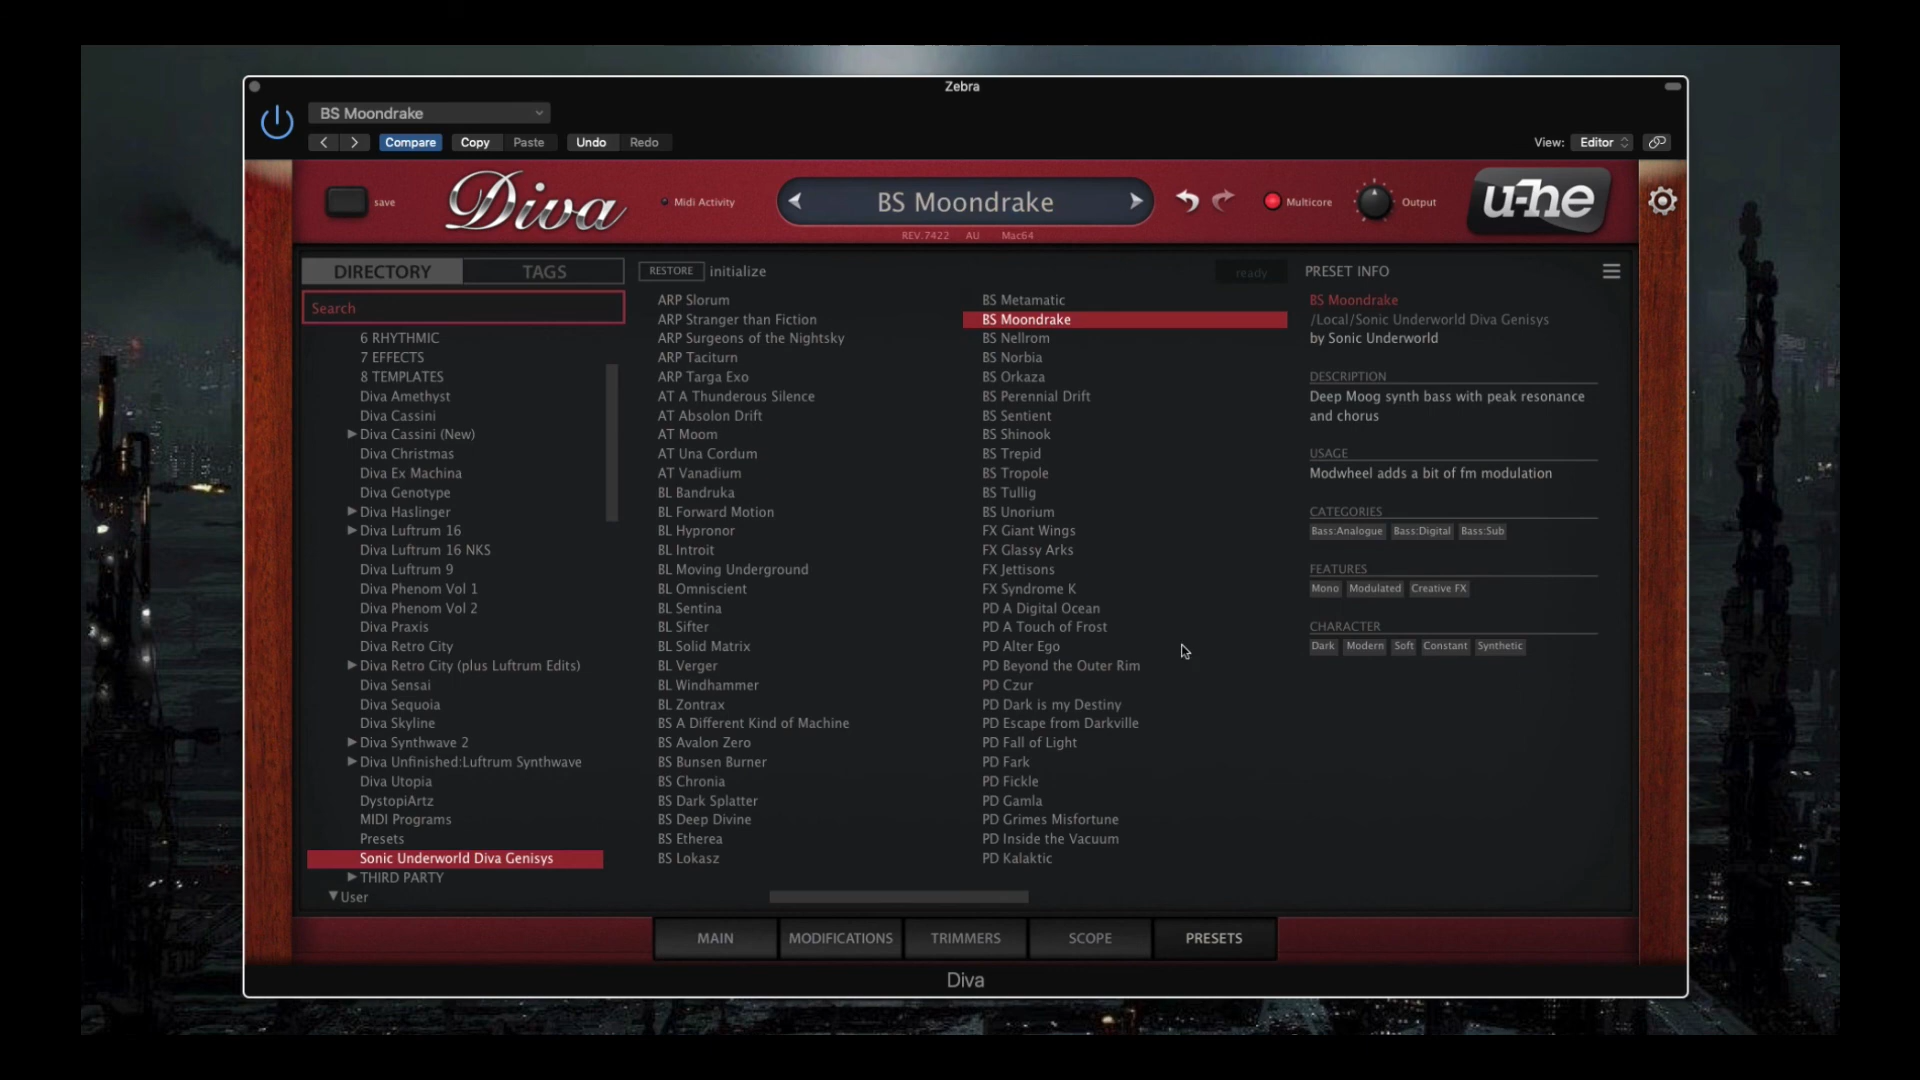 Zebra
BS Moondrake
Compare Copy Paste Undo Redo
View: Editor
save
Diva
Midi Activity
BS Moondrake
REV.7422 AU Mac64
Multicore
Output
u-he
DIRECTORY TAGS
Search
6 RHYTHMIC
7 EFFECTS
8 TEMPLATES
Diva Amethyst
Diva Cassini
Diva Cassini (New)
Diva Christmas
Diva Ex Machina
Diva Genotype
Diva Haslinger
Diva Luftrum 16
Diva Luftrum 16 NKS
Diva Luftrum 9
Diva Phenom Vol 1
Diva Phenom Vol 2
Diva Praxis
Diva Retro City
Diva Retro City (plus Luftrum Edits)
Diva Sensai
Diva Sequoia
Diva Skyline
Diva Synthwave 2
Diva Unfinished:Luftrum Synthwave
Diva Utopia
DystopiArtz
MIDI Programs
Presets
Sonic Underworld Diva Genisys
THIRD PARTY
User
RESTORE initialize
ready
ARP Slorum
ARP Stranger than Fiction
ARP Surgeons of the Nightsky
ARP Taciturn
ARP Targa Exo
AT A Thunderous Silence
AT Absolon Drift
AT Moom
AT Una Cordum
AT Vanadium
BL Bandruka
BL Forward Motion
BL Hypronor
BL Introit
BL Moving Underground
BL Omniscient
BL Sentina
BL Sifter
BL Solid Matrix
BL Verger
BL Windhammer
BL Zontrax
BS A Different Kind of Machine
BS Avalon Zero
BS Bunsen Burner
BS Chronia
BS Dark Splatter
BS Deep Divine
BS Etherea
BS Lokasz
BS Metamatic
BS Moondrake
BS Nellrom
BS Norbia
BS Orkaza
BS Perennial Drift
BS Sentient
BS Shinook
BS Trepid
BS Tropole
BS Tullig
BS Unorium
FX Giant Wings
FX Glassy Arks
FX Jettisons
FX Syndrome K
PD A Digital Ocean
PD A Touch of Frost
PD Alter Ego
PD Beyond the Outer Rim
PD Czur
PD Dark is my Destiny
PD Escape from Darkville
PD Fall of Light
PD Fark
PD Fickle
PD Gamla
PD Grimes Misfortune
PD Inside the Vacuum
PD Kalaktic
PRESET INFO
BS Moondrake
/Local/Sonic Underworld Diva Genisys
by Sonic Underworld
DESCRIPTION
Deep Moog synth bass with peak resonance
and chorus
USAGE
Modwheel adds a bit of fm modulation
CATEGORIES
Bass:Analogue Bass:Digital Bass:Sub
FEATURES
Mono Modulated Creative FX
CHARACTER
Dark Modern Soft Constant Synthetic
MAIN MODIFICATIONS TRIMMERS SCOPE PRESETS
Diva